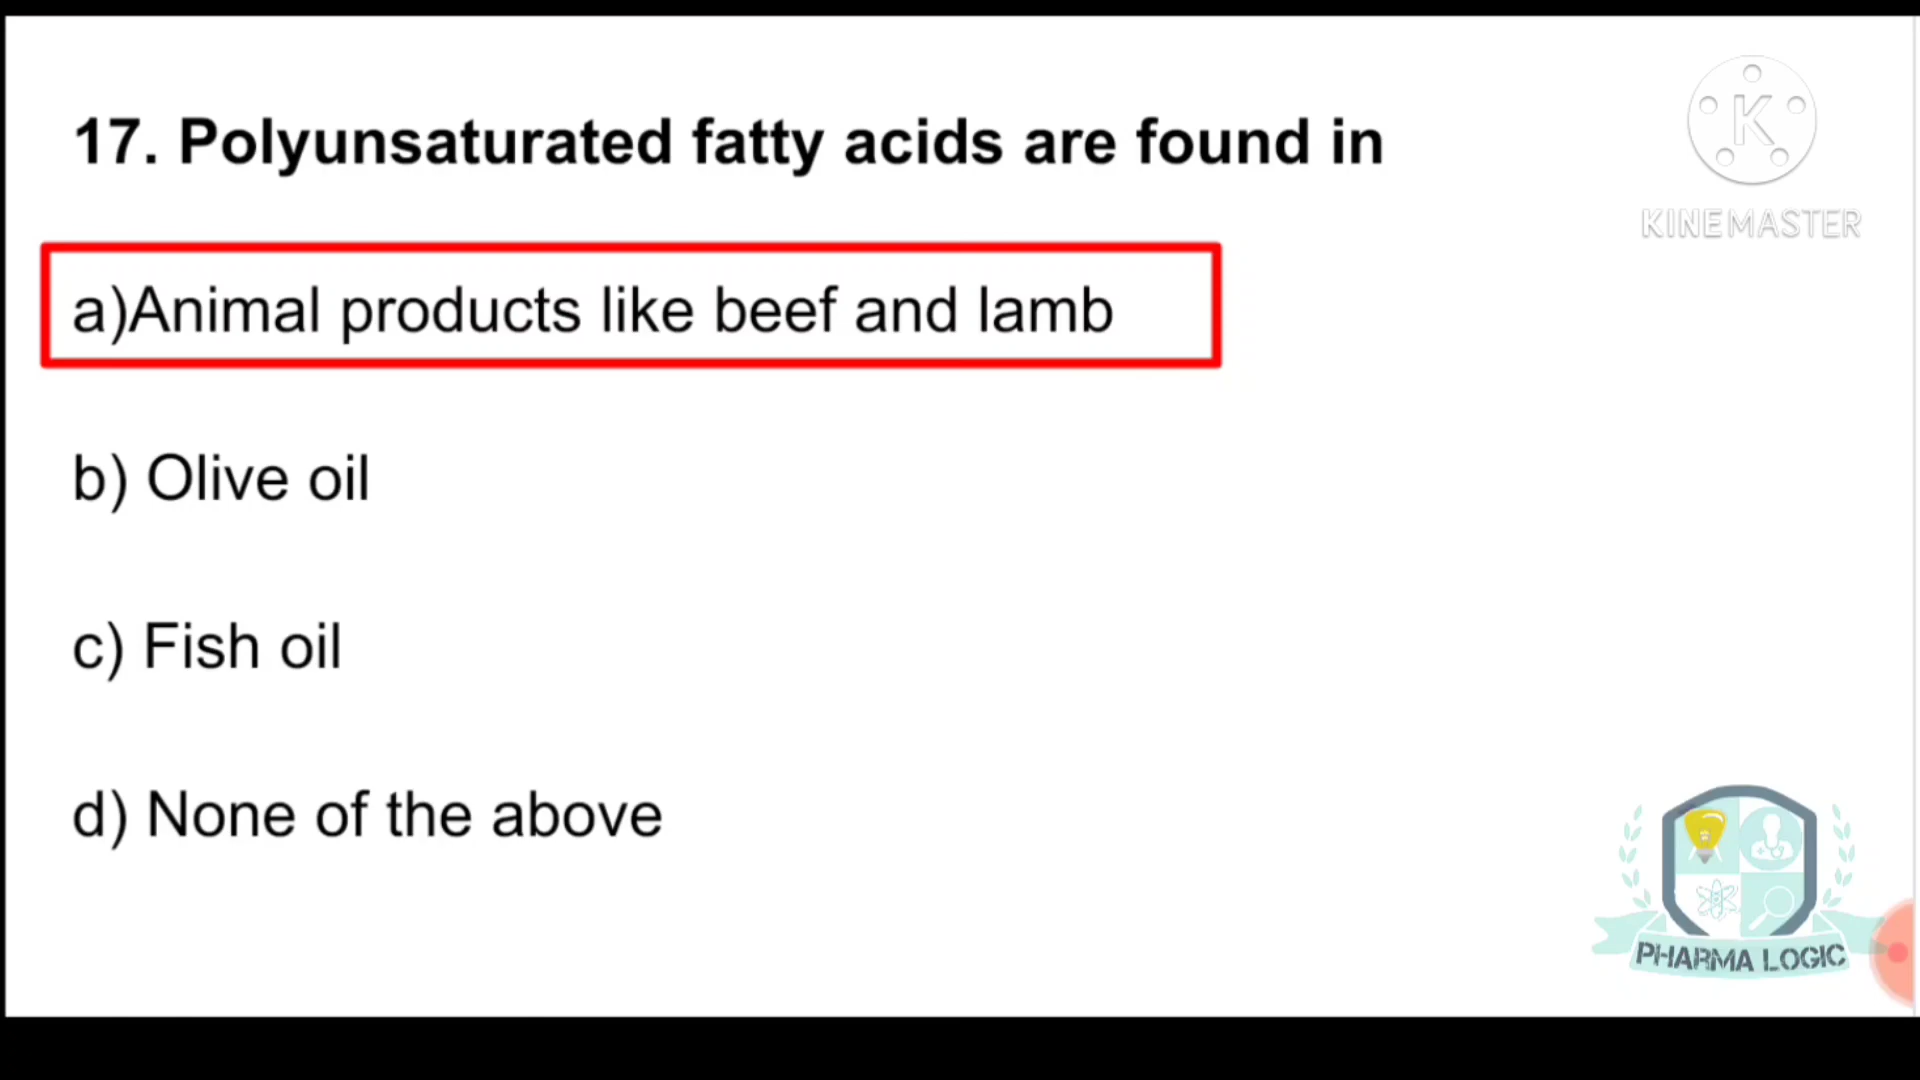 17. Polyunsaturated fatty acids are found in
KINEMASTER
a)Animal products like beef and lamb
b) Olive oil
c) Fish oil
d) None of the above
PHARMA LOGIC